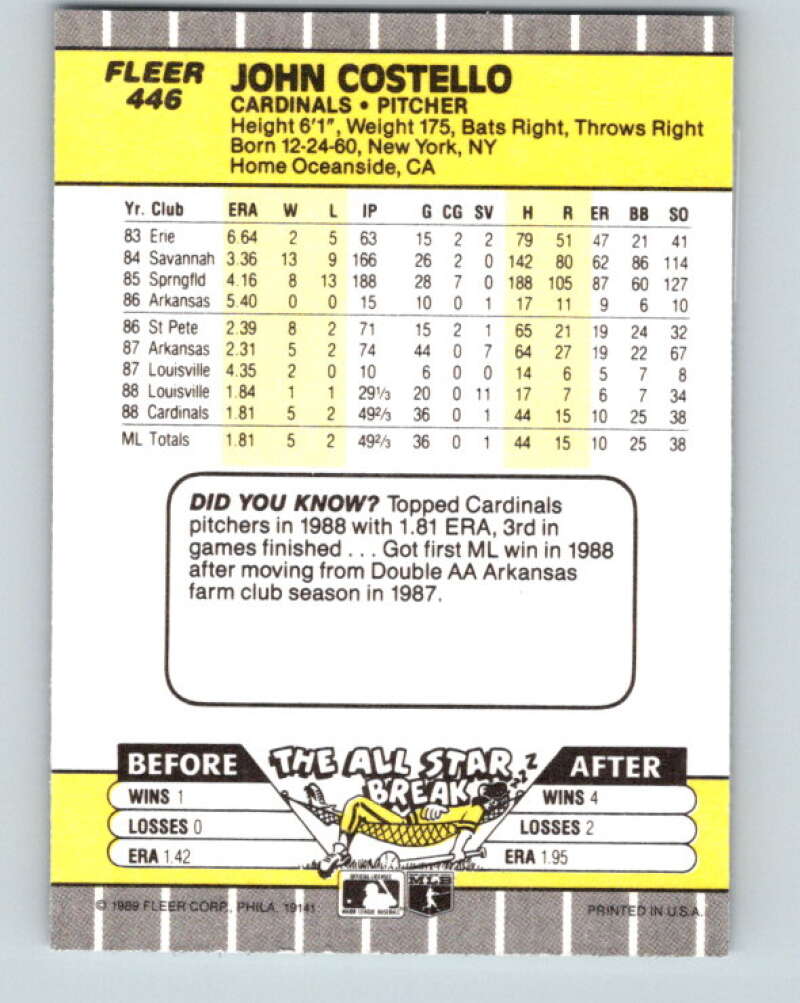 FLEER
446
JOHN COSTELLO
CARDINALS • PITCHER
Height 6'1", Weight 175, Bats Right, Throws Right
Born 12-24-60, New York, NY
Home Oceanside, CA
Yr. Club ERA W L IP G CG SV H R ER BB SO
83 Erie 6.64 2 5 63 15 2 2 79 51 47 21 41
84 Savannah 3.36 13 9 166 26 2 0 142 80 62 86 114
85 Sprngfld 4.16 8 13 188 28 7 0 188 105 87 60 127
86 Arkansas 5.40 0 0 15 10 0 1 17 11 9 6 10
86 St Pete 2.39 8 2 71 15 2 1 65 21 19 24 32
87 Arkansas 2.31 5 2 74 44 0 7 64 27 19 22 67
87 Louisville 4.35 2 0 10 6 0 0 14 6 5 7 8
88 Louisville 1.84 1 1 29⅓ 20 0 11 17 7 6 7 34
88 Cardinals 1.81 5 2 49⅔ 36 0 1 44 15 10 25 38
ML Totals 1.81 5 2 49⅔ 36 0 1 44 15 10 25 38
DID YOU KNOW? Topped Cardinals
pitchers in 1988 with 1.81 ERA, 3rd in
games finished . . . Got first ML win in 1988
after moving from Double AA Arkansas
farm club season in 1987.
BEFORE THE ALL STAR BREAK AFTER
ZZZ
WINS 1 WINS 4
LOSSES 0 LOSSES 2
ERA 1.42 ERA 1.95
OFFICIAL LICENSEE
MAJOR LEAGUE BASEBALL
MLB
© 1989 FLEER CORP., PHILA. 19141 PRINTED IN U.S.A.